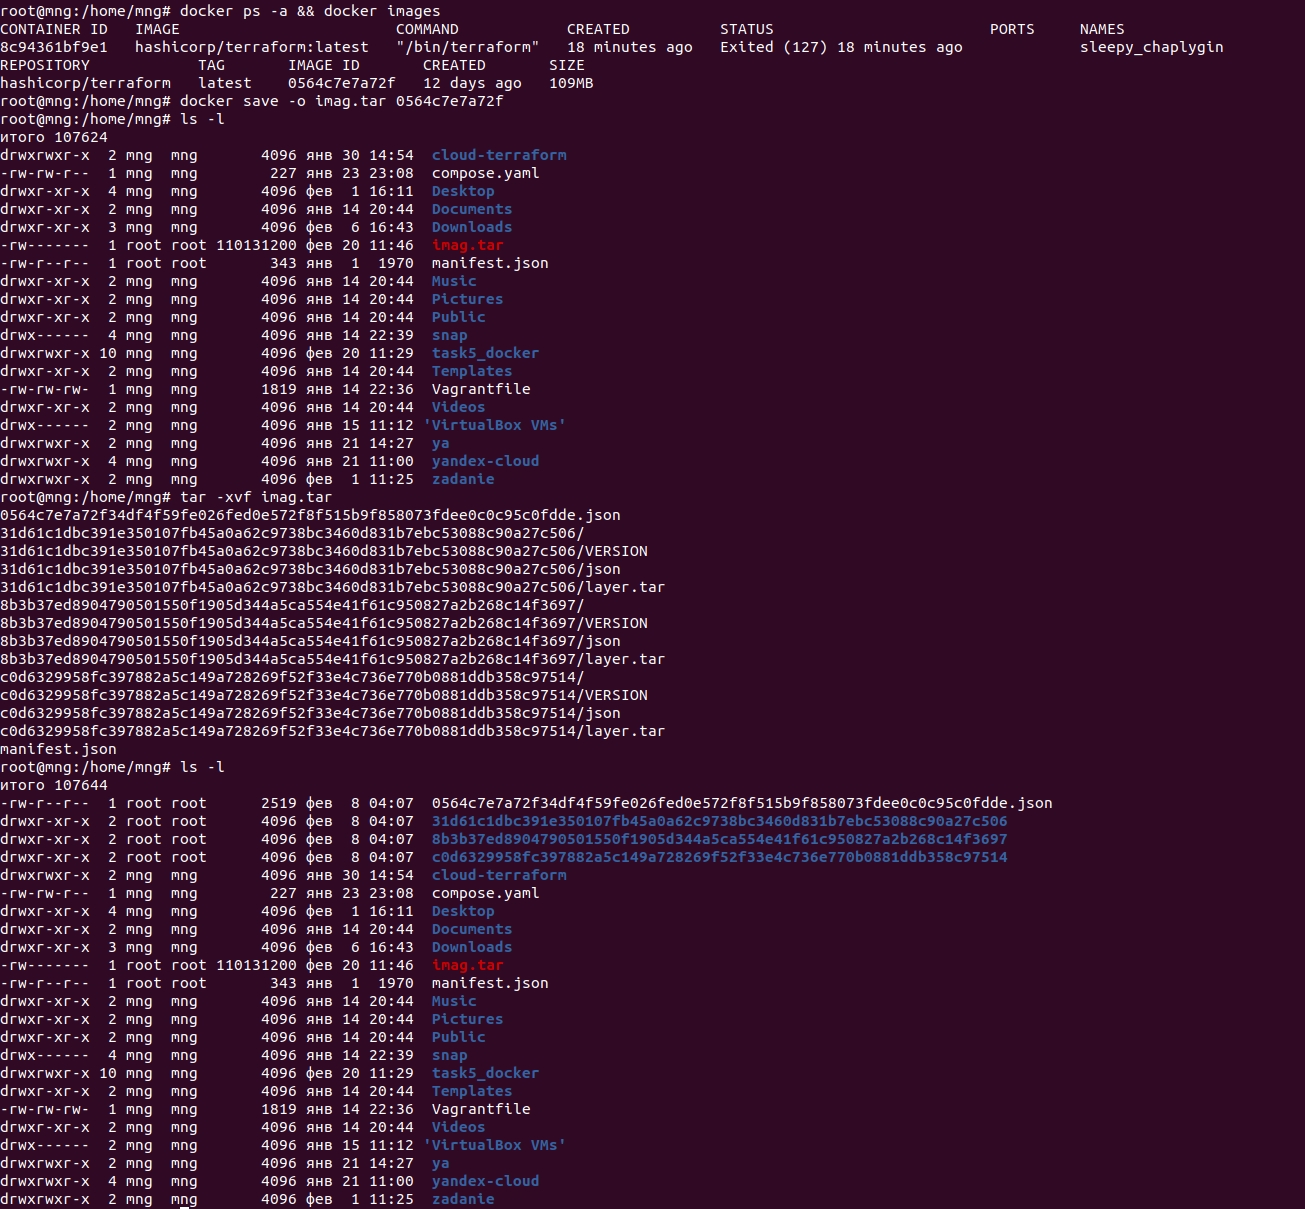 root@mng:/home/mng# docker ps -a && docker images
CONTAINER ID   IMAGE                        COMMAND            CREATED          STATUS                        PORTS     NAMES
8c94361bf9e1   hashicorp/terraform:latest   "/bin/terraform"   18 minutes ago   Exited (127) 18 minutes ago             sleepy_chaplygin
REPOSITORY            TAG       IMAGE ID       CREATED       SIZE
hashicorp/terraform   latest    0564c7e7a72f   12 days ago   109MB
root@mng:/home/mng# docker save -o imag.tar 0564c7e7a72f
root@mng:/home/mng# ls -l
итого 107624
drwxrwxr-x  2 mng  mng       4096 янв 30 14:54  cloud-terraform
-rw-rw-r--  1 mng  mng        227 янв 23 23:08  compose.yaml
drwxr-xr-x  4 mng  mng       4096 фев  1 16:11  Desktop
drwxr-xr-x  2 mng  mng       4096 янв 14 20:44  Documents
drwxr-xr-x  3 mng  mng       4096 фев  6 16:43  Downloads
-rw-------  1 root root 110131200 фев 20 11:46  imag.tar
-rw-r--r--  1 root root       343 янв  1  1970  manifest.json
drwxr-xr-x  2 mng  mng       4096 янв 14 20:44  Music
drwxr-xr-x  2 mng  mng       4096 янв 14 20:44  Pictures
drwxr-xr-x  2 mng  mng       4096 янв 14 20:44  Public
drwx------  4 mng  mng       4096 янв 14 22:39  snap
drwxrwxr-x 10 mng  mng       4096 фев 20 11:29  task5_docker
drwxr-xr-x  2 mng  mng       4096 янв 14 20:44  Templates
-rw-rw-rw-  1 mng  mng       1819 янв 14 22:36  Vagrantfile
drwxr-xr-x  2 mng  mng       4096 янв 14 20:44  Videos
drwx------  2 mng  mng       4096 янв 15 11:12 'VirtualBox VMs'
drwxrwxr-x  2 mng  mng       4096 янв 21 14:27  ya
drwxrwxr-x  4 mng  mng       4096 янв 21 11:00  yandex-cloud
drwxrwxr-x  2 mng  mng       4096 фев  1 11:25  zadanie
root@mng:/home/mng# tar -xvf imag.tar
0564c7e7a72f34df4f59fe026fed0e572f8f515b9f858073fdee0c0c95c0fdde.json
31d61c1dbc391e350107fb45a0a62c9738bc3460d831b7ebc53088c90a27c506/
31d61c1dbc391e350107fb45a0a62c9738bc3460d831b7ebc53088c90a27c506/VERSION
31d61c1dbc391e350107fb45a0a62c9738bc3460d831b7ebc53088c90a27c506/json
31d61c1dbc391e350107fb45a0a62c9738bc3460d831b7ebc53088c90a27c506/layer.tar
8b3b37ed8904790501550f1905d344a5ca554e41f61c950827a2b268c14f3697/
8b3b37ed8904790501550f1905d344a5ca554e41f61c950827a2b268c14f3697/VERSION
8b3b37ed8904790501550f1905d344a5ca554e41f61c950827a2b268c14f3697/json
8b3b37ed8904790501550f1905d344a5ca554e41f61c950827a2b268c14f3697/layer.tar
c0d6329958fc397882a5c149a728269f52f33e4c736e770b0881ddb358c97514/
c0d6329958fc397882a5c149a728269f52f33e4c736e770b0881ddb358c97514/VERSION
c0d6329958fc397882a5c149a728269f52f33e4c736e770b0881ddb358c97514/json
c0d6329958fc397882a5c149a728269f52f33e4c736e770b0881ddb358c97514/layer.tar
manifest.json
root@mng:/home/mng# ls -l
итого 107644
-rw-r--r--  1 root root      2519 фев  8 04:07  0564c7e7a72f34df4f59fe026fed0e572f8f515b9f858073fdee0c0c95c0fdde.json
drwxr-xr-x  2 root root      4096 фев  8 04:07  31d61c1dbc391e350107fb45a0a62c9738bc3460d831b7ebc53088c90a27c506
drwxr-xr-x  2 root root      4096 фев  8 04:07  8b3b37ed8904790501550f1905d344a5ca554e41f61c950827a2b268c14f3697
drwxr-xr-x  2 root root      4096 фев  8 04:07  c0d6329958fc397882a5c149a728269f52f33e4c736e770b0881ddb358c97514
drwxrwxr-x  2 mng  mng       4096 янв 30 14:54  cloud-terraform
-rw-rw-r--  1 mng  mng        227 янв 23 23:08  compose.yaml
drwxr-xr-x  4 mng  mng       4096 фев  1 16:11  Desktop
drwxr-xr-x  2 mng  mng       4096 янв 14 20:44  Documents
drwxr-xr-x  3 mng  mng       4096 фев  6 16:43  Downloads
-rw-------  1 root root 110131200 фев 20 11:46  imag.tar
-rw-r--r--  1 root root       343 янв  1  1970  manifest.json
drwxr-xr-x  2 mng  mng       4096 янв 14 20:44  Music
drwxr-xr-x  2 mng  mng       4096 янв 14 20:44  Pictures
drwxr-xr-x  2 mng  mng       4096 янв 14 20:44  Public
drwx------  4 mng  mng       4096 янв 14 22:39  snap
drwxrwxr-x 10 mng  mng       4096 фев 20 11:29  task5_docker
drwxr-xr-x  2 mng  mng       4096 янв 14 20:44  Templates
-rw-rw-rw-  1 mng  mng       1819 янв 14 22:36  Vagrantfile
drwxr-xr-x  2 mng  mng       4096 янв 14 20:44  Videos
drwx------  2 mng  mng       4096 янв 15 11:12 'VirtualBox VMs'
drwxrwxr-x  2 mng  mng       4096 янв 21 14:27  ya
drwxrwxr-x  4 mng  mng       4096 янв 21 11:00  yandex-cloud
drwxrwxr-x  2 mng  mng       4096 фев  1 11:25  zadanie